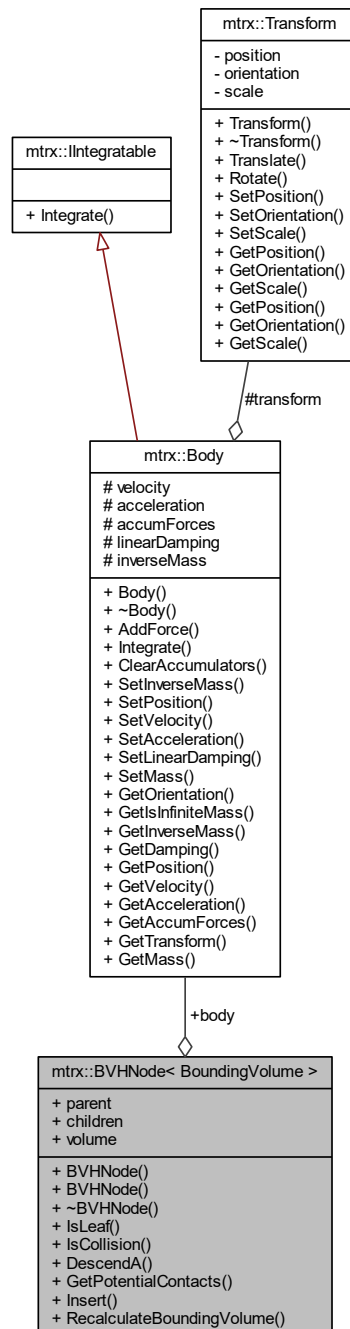 mtrx::Transform
- position
- orientation
- scale
+ Transform()
+ ~Transform()
+ Translate()
+ Rotate()
+ SetPosition()
+ SetOrientation()
+ SetScale()
+ GetPosition()
+ GetOrientation()
+ GetScale()
+ GetPosition()
+ GetOrientation()
+ GetScale()
mtrx::IIntegratable
+ Integrate()
#transform
mtrx::Body
# velocity
# acceleration
# accumForces
# linearDamping
# inverseMass
+ Body()
+ ~Body()
+ AddForce()
+ Integrate()
+ ClearAccumulators()
+ SetInverseMass()
+ SetPosition()
+ SetVelocity()
+ SetAcceleration()
+ SetLinearDamping()
+ SetMass()
+ GetOrientation()
+ GetIsInfiniteMass()
+ GetInverseMass()
+ GetDamping()
+ GetPosition()
+ GetVelocity()
+ GetAcceleration()
+ GetAccumForces()
+ GetTransform()
+ GetMass()
+body
mtrx::BVHNode< BoundingVolume >
+ parent
+ children
+ volume
+ BVHNode()
+ BVHNode()
+ ~BVHNode()
+ IsLeaf()
+ IsCollision()
+ DescendA()
+ GetPotentialContacts()
+ Insert()
+ RecalculateBoundingVolume()